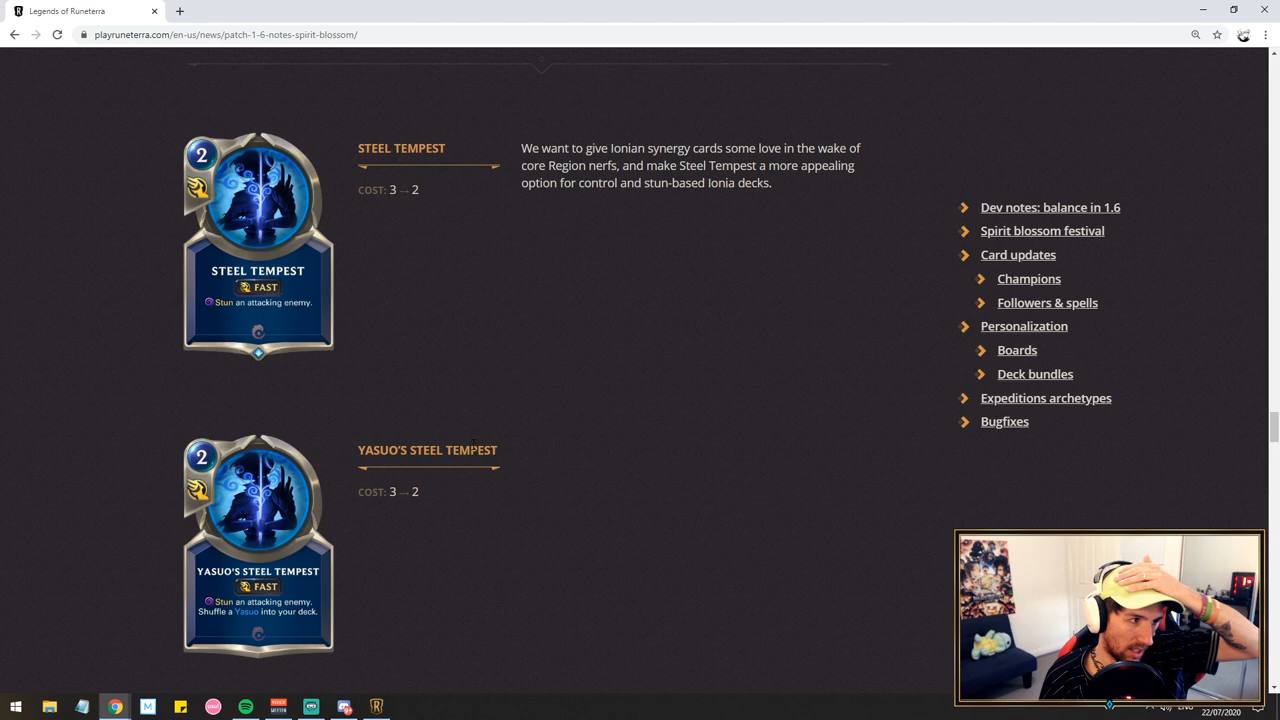 Legends of Runeterra
playruneterra.com/en-us/news/patch-1-6-notes-spirit-blossom/
2
STEEL TEMPEST
FAST
Stun an attacking enemy.
STEEL TEMPEST
COST: 3 → 2
We want to give Ionian synergy cards some love in the wake of
core Region nerfs, and make Steel Tempest a more appealing
option for control and stun-based Ionia decks.
2
YASUO'S STEEL TEMPEST
FAST
Stun an attacking enemy.
Shuffle a Yasuo into your deck.
YASUO'S STEEL TEMPEST
COST: 3 → 2
Dev notes: balance in 1.6
Spirit blossom festival
Card updates
Champions
Followers & spells
Personalization
Boards
Deck bundles
Expeditions archetypes
Bugfixes
ENG
22/07/2020